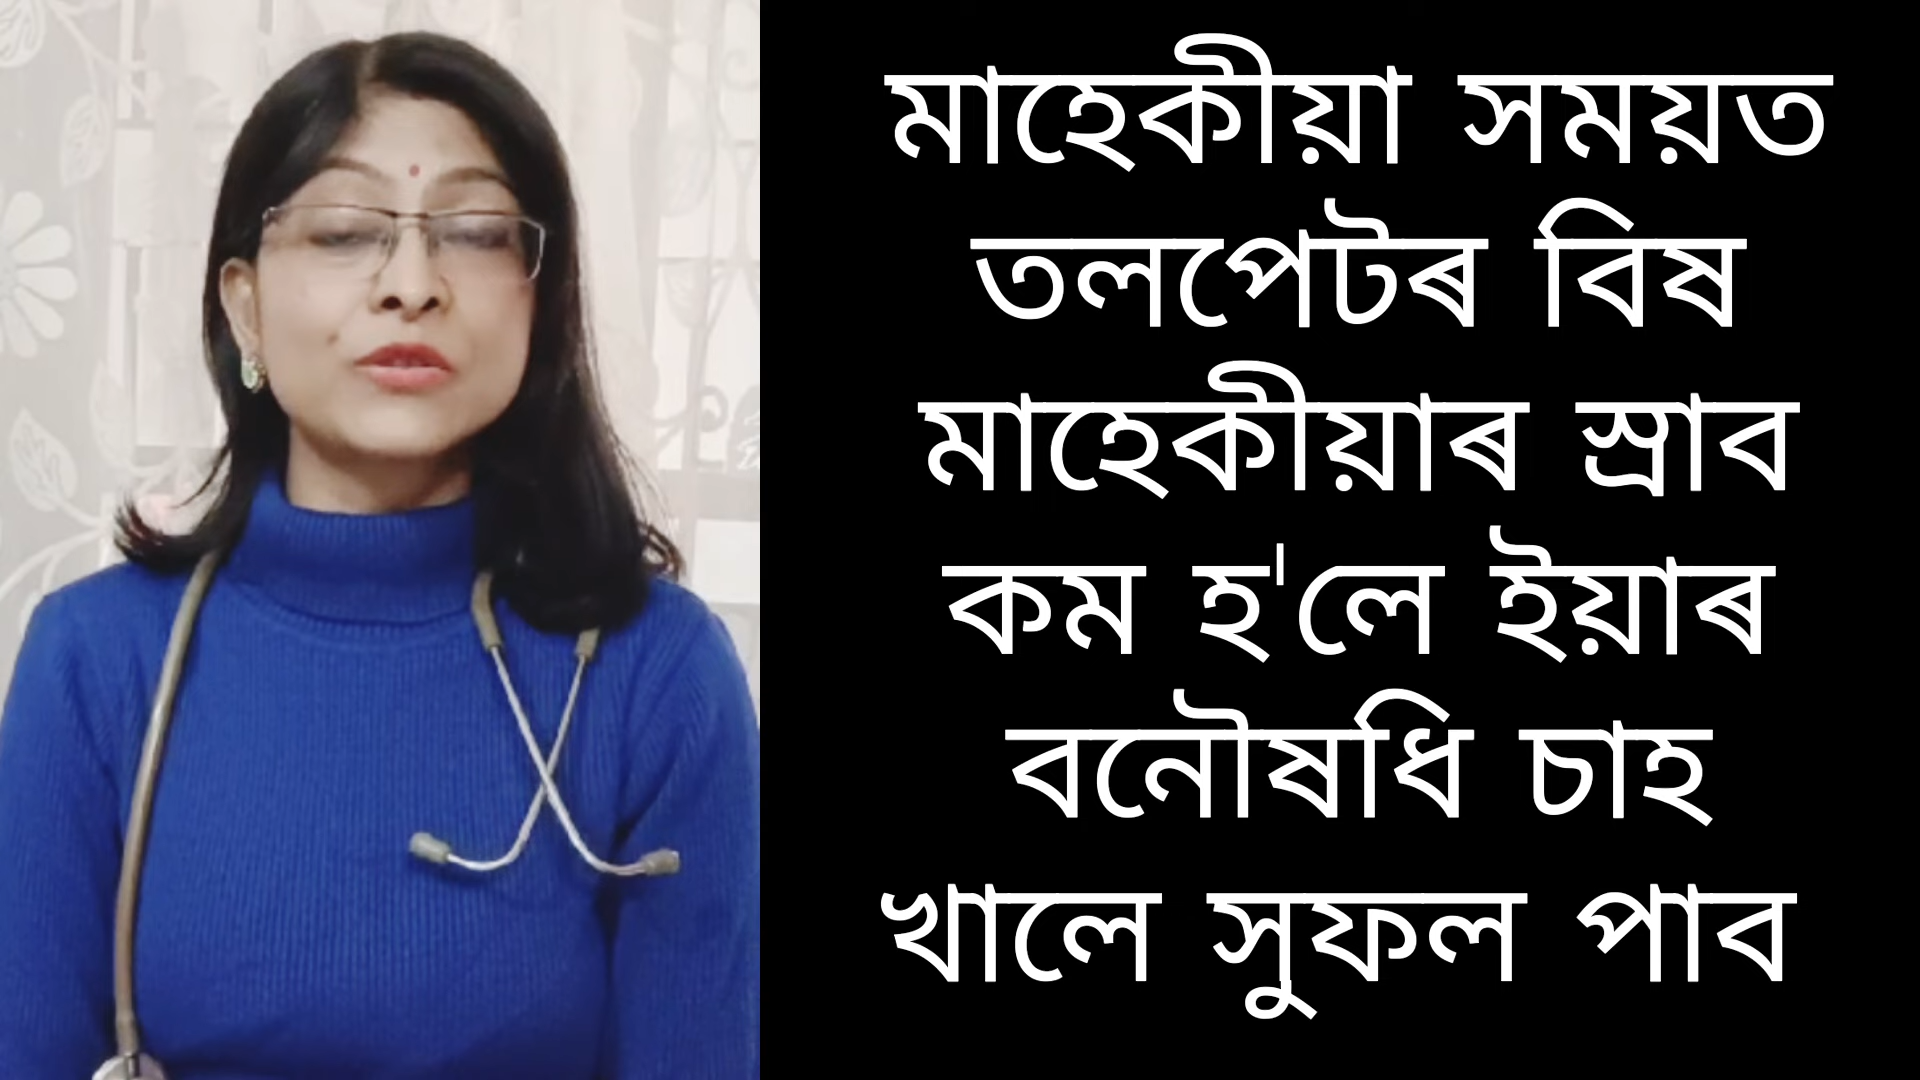 মাহেকীয়া সময়ত
তলপেটৰ বিষ
মাহেকীয়াৰ স্ৰাব
কম হ'লে ইয়াৰ
বনৌষধি চাহ
খালে সুফল পাব